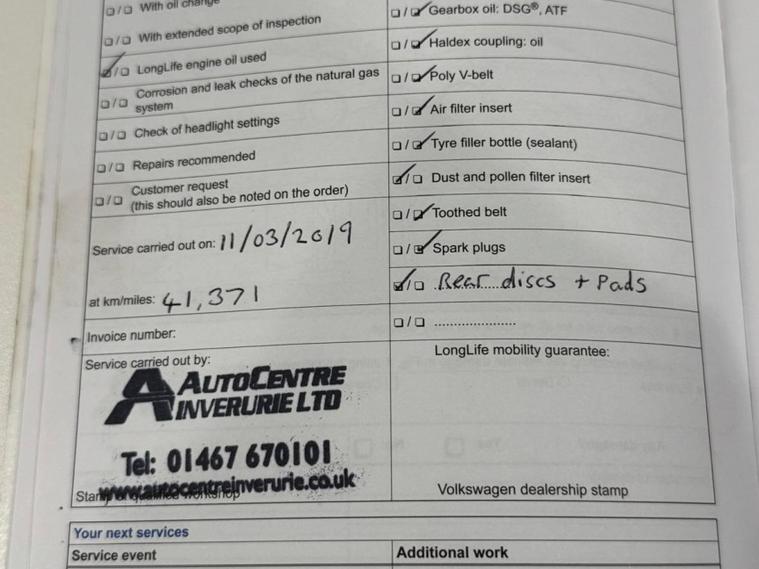 With oil change
With extended scope of inspection
LongLife engine oil used
Corrosion and leak checks of the natural gas
system
Check of headlight settings
Repairs recommended
Customer request
(this should also be noted on the order)
Service carried out on: 11/03/2019
at km/miles: 41,371
Invoice number:
Service carried out by:
AUTOCENTRE
INVERURIE LTD
Tel: 01467 670101
www.autocentreinverurie.co.uk
workshop
Gearbox oil: DSG®, ATF
Haldex coupling: oil
Poly V-belt
Air filter insert
Tyre filler bottle (sealant)
Dust and pollen filter insert
Toothed belt
Spark plugs
Rear discs + Pads
LongLife mobility guarantee:
Volkswagen dealership stamp
Your next services
Service event
Additional work